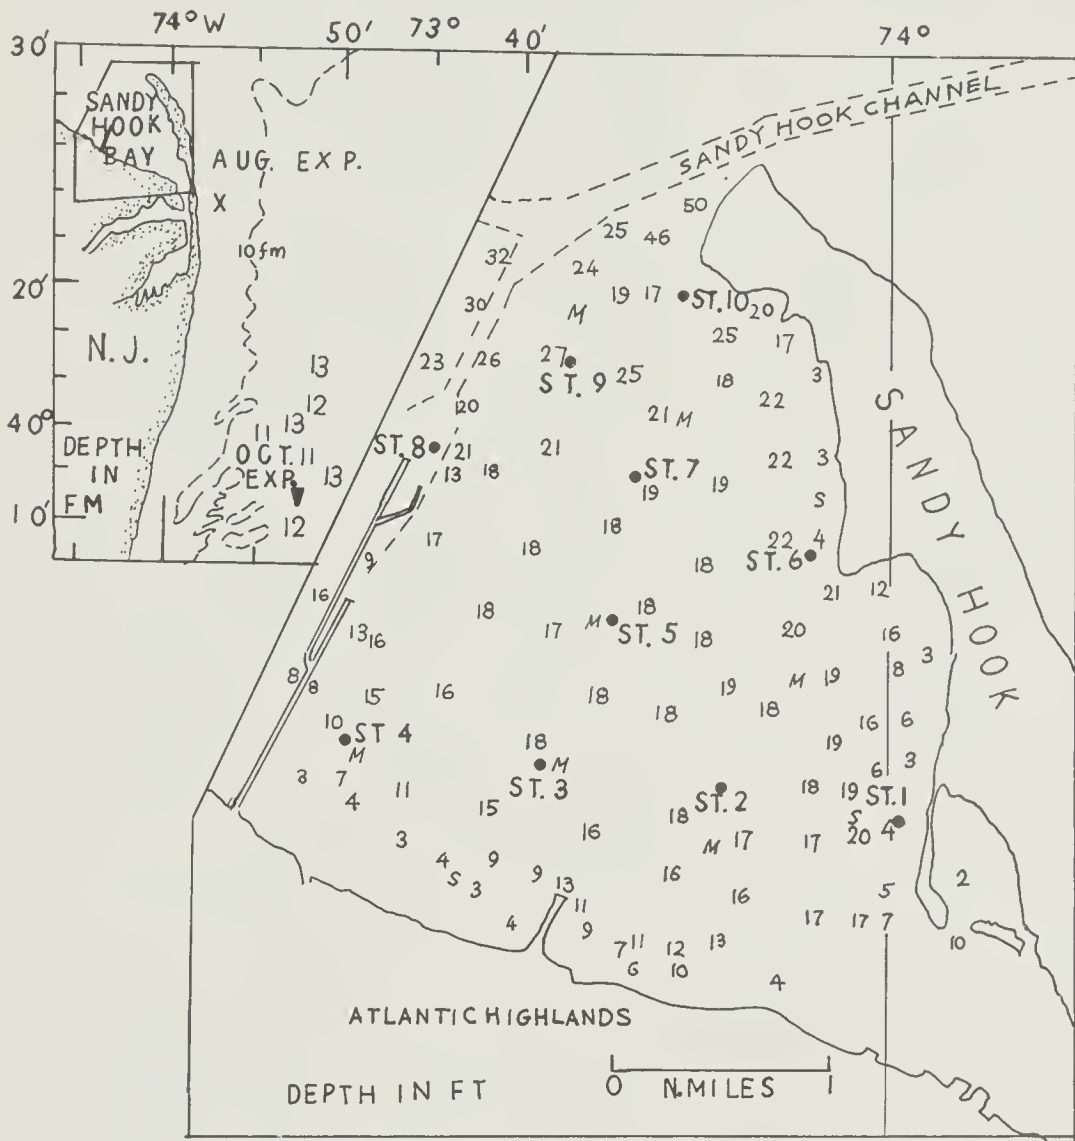 74° W 50' 73° 40' 74°
30'
SANDY
HOOK
BAY
AUG. EXP.
X
10fm
20'
N.J.
13
12
13
40°
11
OCT. 11
EXP.
13
12
DEPTH
IN
FM
10'
SANDY HOOK CHANNEL
50
25 46
32
24
30 19 17 ST.10 20
M
25 17
23 26 27
ST. 9 25 18 3
20 21 M 22
ST. 8 21 21
13 18 ST. 7 22 3
19 19 S
18
17 18 22 4
9 18 ST. 6
21 12
16 18 18
13 16 17 M ST. 5 18 20 16
3
8
8 8 15 16 18 19 M 19
18 18 16 6
10 ST 4 18 19
M M 3
3 7 11 ST. 3 ST. 2 18 19 6
4 15 18 ST. 1
S
3 16 M 17 17 20 4
4 9 9 16
S 3 13 16 5 2
11
4 9 17 17 7
7 11 12 13 10
6 10
4
SANDY HOOK
ATLANTIC HIGHLANDS
DEPTH IN FT
0 N.MILES 1